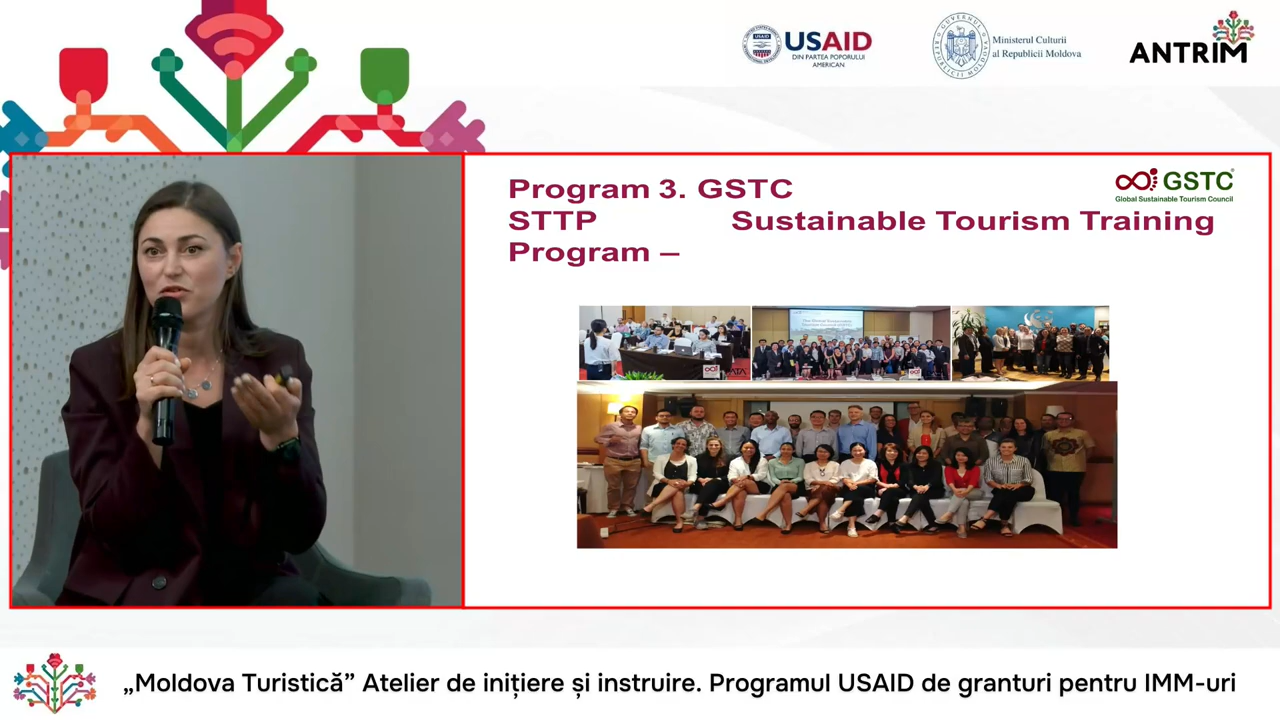 USAID
DIN PARTEA POPORULUI
AMERICAN
Ministerul Culturii
al Republicii Moldova
ANTRIM
Program 3. GSTC
STTP Sustainable Tourism Training
Program –
GSTC
Global Sustainable Tourism Council
„Moldova Turistică” Atelier de inițiere și instruire. Programul USAID de granturi pentru IMM-uri